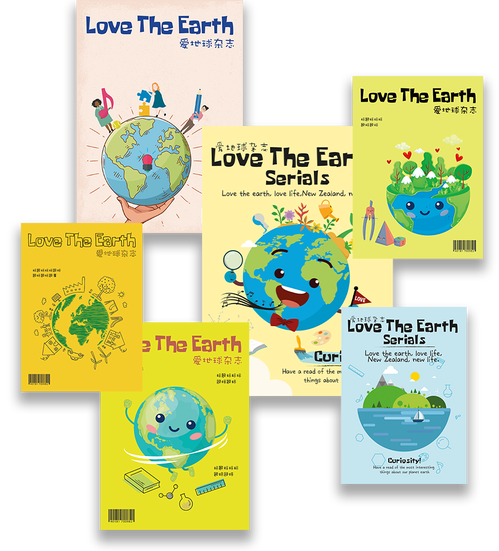 Love The Earth
爱地球杂志
Love The Earth
爱地球杂志
爱地球杂志
Love The Ear
Serials
Love the earth, love life.New Zealand, n
LOVE
Curi
Have a read of the m
things about
Love The Earth
爱地球杂志
e The Earth
爱地球杂志
爱地球杂志
Love The Earth
Serials
Love the earth, love life.
New Zealand, new life.
Curiosity!
Have a read of the most interesting
things about our planet earth